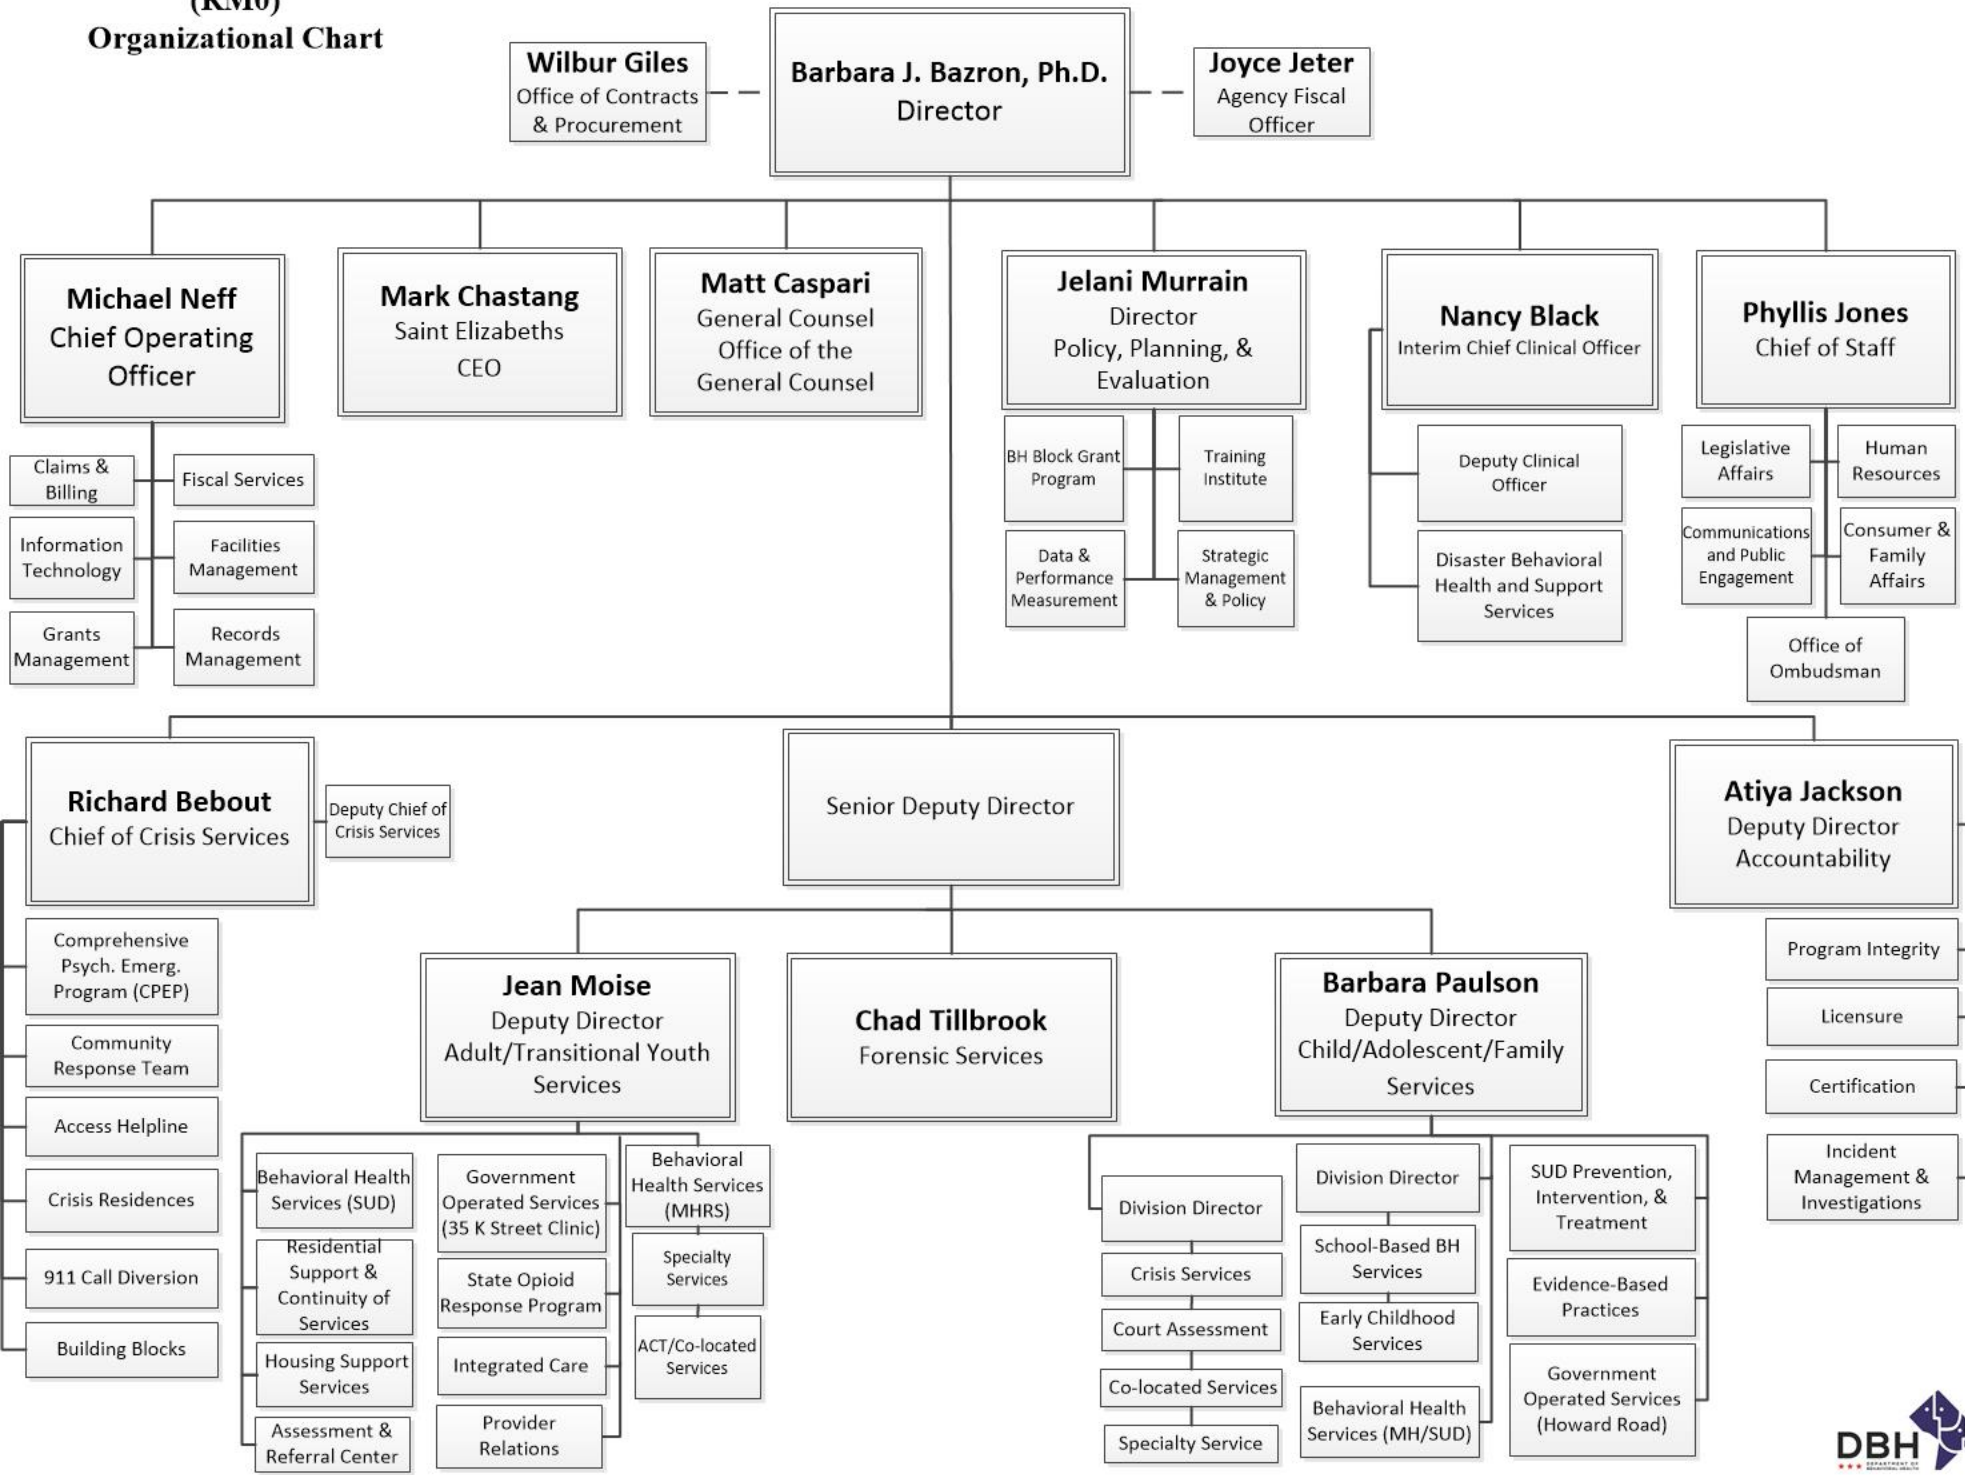 (RM0)
Organizational Chart
Wilbur Giles
Office of Contracts
& Procurement
Barbara J. Bazron, Ph.D.
Director
Joyce Jeter
Agency Fiscal
Officer
Michael Neff
Chief Operating
Officer
Mark Chastang
Saint Elizabeths
CEO
Matt Caspari
General Counsel
Office of the
General Counsel
Jelani Murrain
Director
Policy, Planning, &
Evaluation
Nancy Black
Interim Chief Clinical Officer
Phyllis Jones
Chief of Staff
Claims &
Billing
Fiscal Services
Information
Technology
Facilities
Management
Grants
Management
Records
Management
BH Block Grant
Program
Training
Institute
Data &
Performance
Measurement
Strategic
Management
& Policy
Deputy Clinical
Officer
Disaster Behavioral
Health and Support
Services
Legislative
Affairs
Human
Resources
Communications
and Public
Engagement
Consumer &
Family
Affairs
Office of
Ombudsman
Richard Bebout
Chief of Crisis Services
Deputy Chief of
Crisis Services
Senior Deputy Director
Atiya Jackson
Deputy Director
Accountability
Comprehensive
Psych. Emerg.
Program (CPEP)
Community
Response Team
Access Helpline
Crisis Residences
911 Call Diversion
Building Blocks
Jean Moise
Deputy Director
Adult/Transitional Youth
Services
Chad Tillbrook
Forensic Services
Barbara Paulson
Deputy Director
Child/Adolescent/Family
Services
Program Integrity
Licensure
Certification
Incident
Management &
Investigations
Behavioral Health
Services (SUD)
Residential
Support &
Continuity of
Services
Housing Support
Services
Assessment &
Referral Center
Government
Operated Services
(35 K Street Clinic)
State Opioid
Response Program
Integrated Care
Provider
Relations
Behavioral
Health Services
(MHRS)
Specialty
Services
ACT/Co-located
Services
Division Director
Crisis Services
Court Assessment
Co-located Services
Specialty Service
Division Director
School-Based BH
Services
Early Childhood
Services
Behavioral Health
Services (MH/SUD)
SUD Prevention,
Intervention, &
Treatment
Evidence-Based
Practices
Government
Operated Services
(Howard Road)
DBH
DEPARTMENT OF
BEHAVIORAL HEALTH